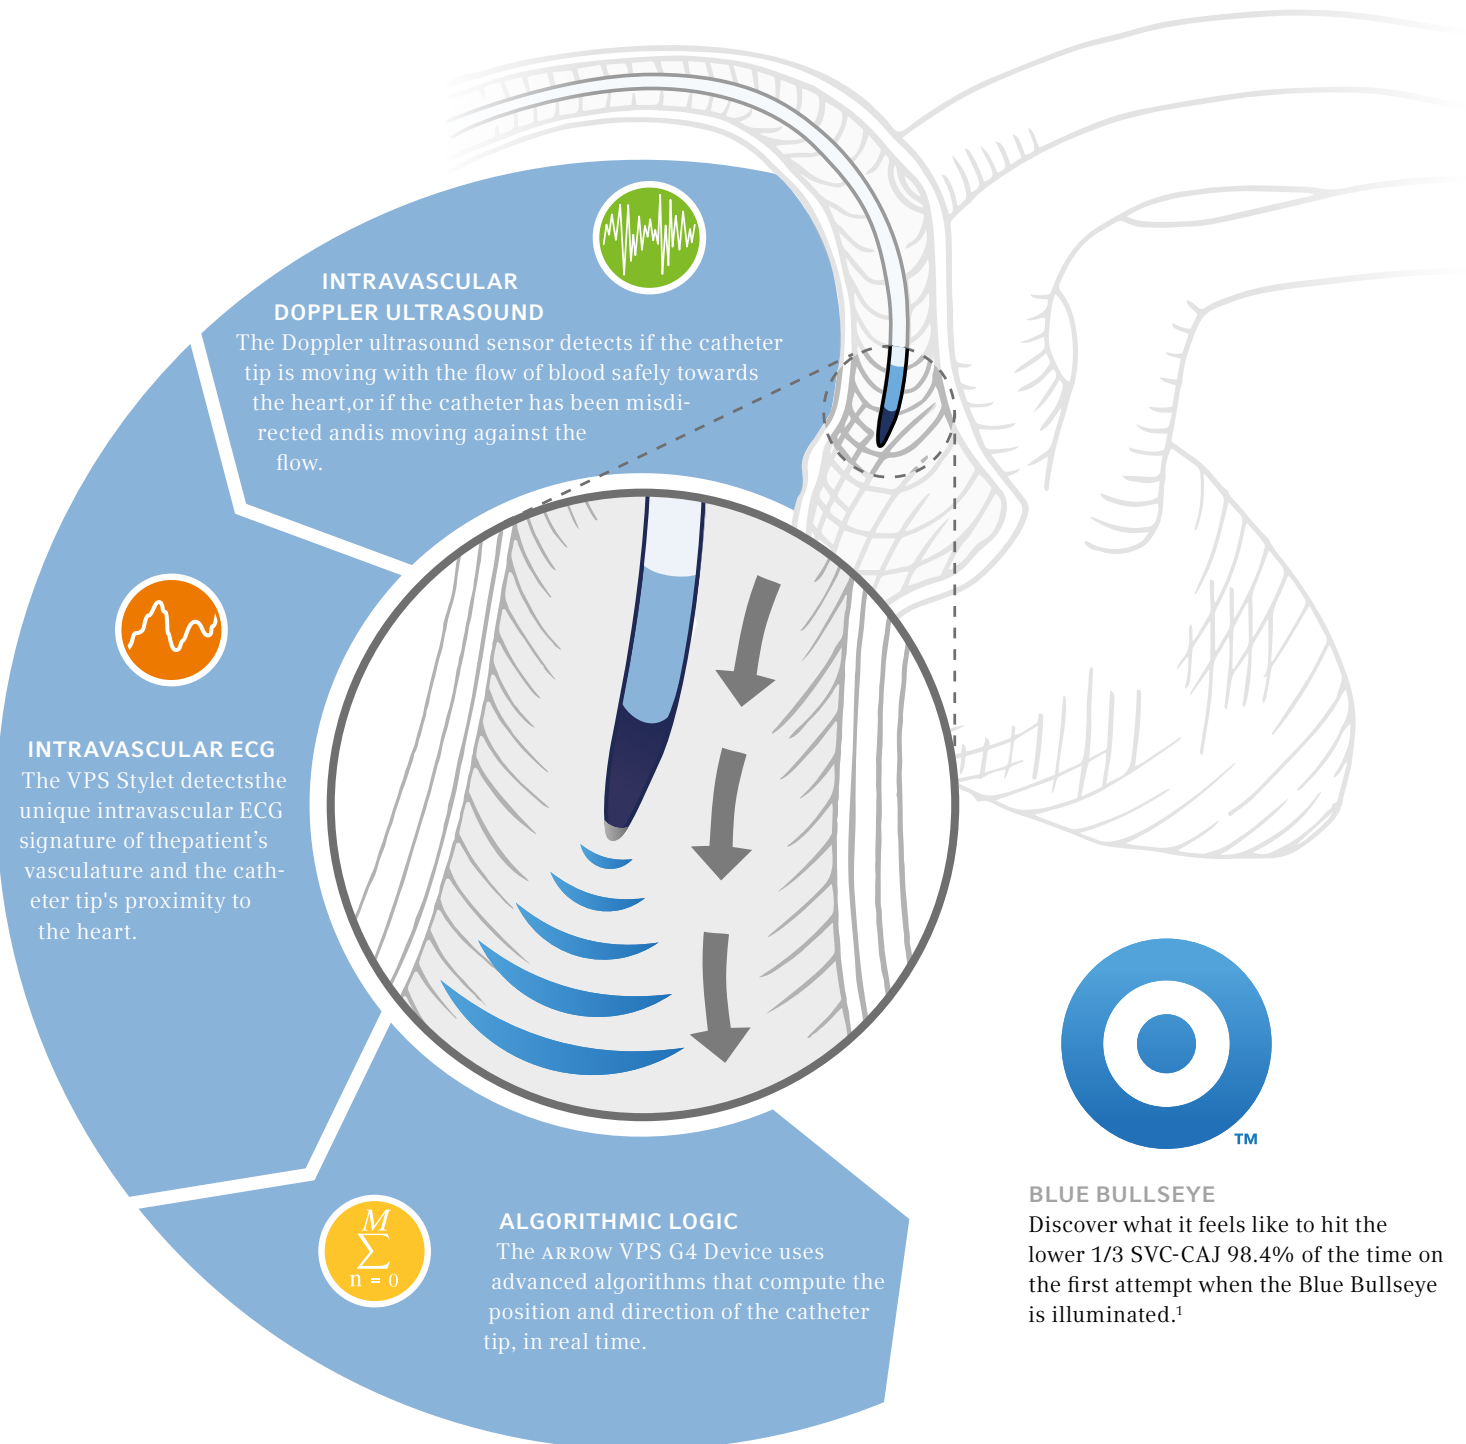 INTRAVASCULAR
DOPPLER ULTRASOUND
The Doppler ultrasound sensor detects if the catheter
tip is moving with the flow of blood safely towards
the heart,or if the catheter has been misdi-
rected andis moving against the
flow.
INTRAVASCULAR ECG
The VPS Stylet detectsthe
unique intravascular ECG
signature of thepatient’s
vasculature and the cath-
eter tip's proximity to
the heart.
M
∑
n = 0
ALGORITHMIC LOGIC
The ARROW VPS G4 Device uses
advanced algorithms that compute the
position and direction of the catheter
tip, in real time.
TM
BLUE BULLSEYE
Discover what it feels like to hit the
lower 1/3 SVC-CAJ 98.4% of the time on
the first attempt when the Blue Bullseye
is illuminated.¹